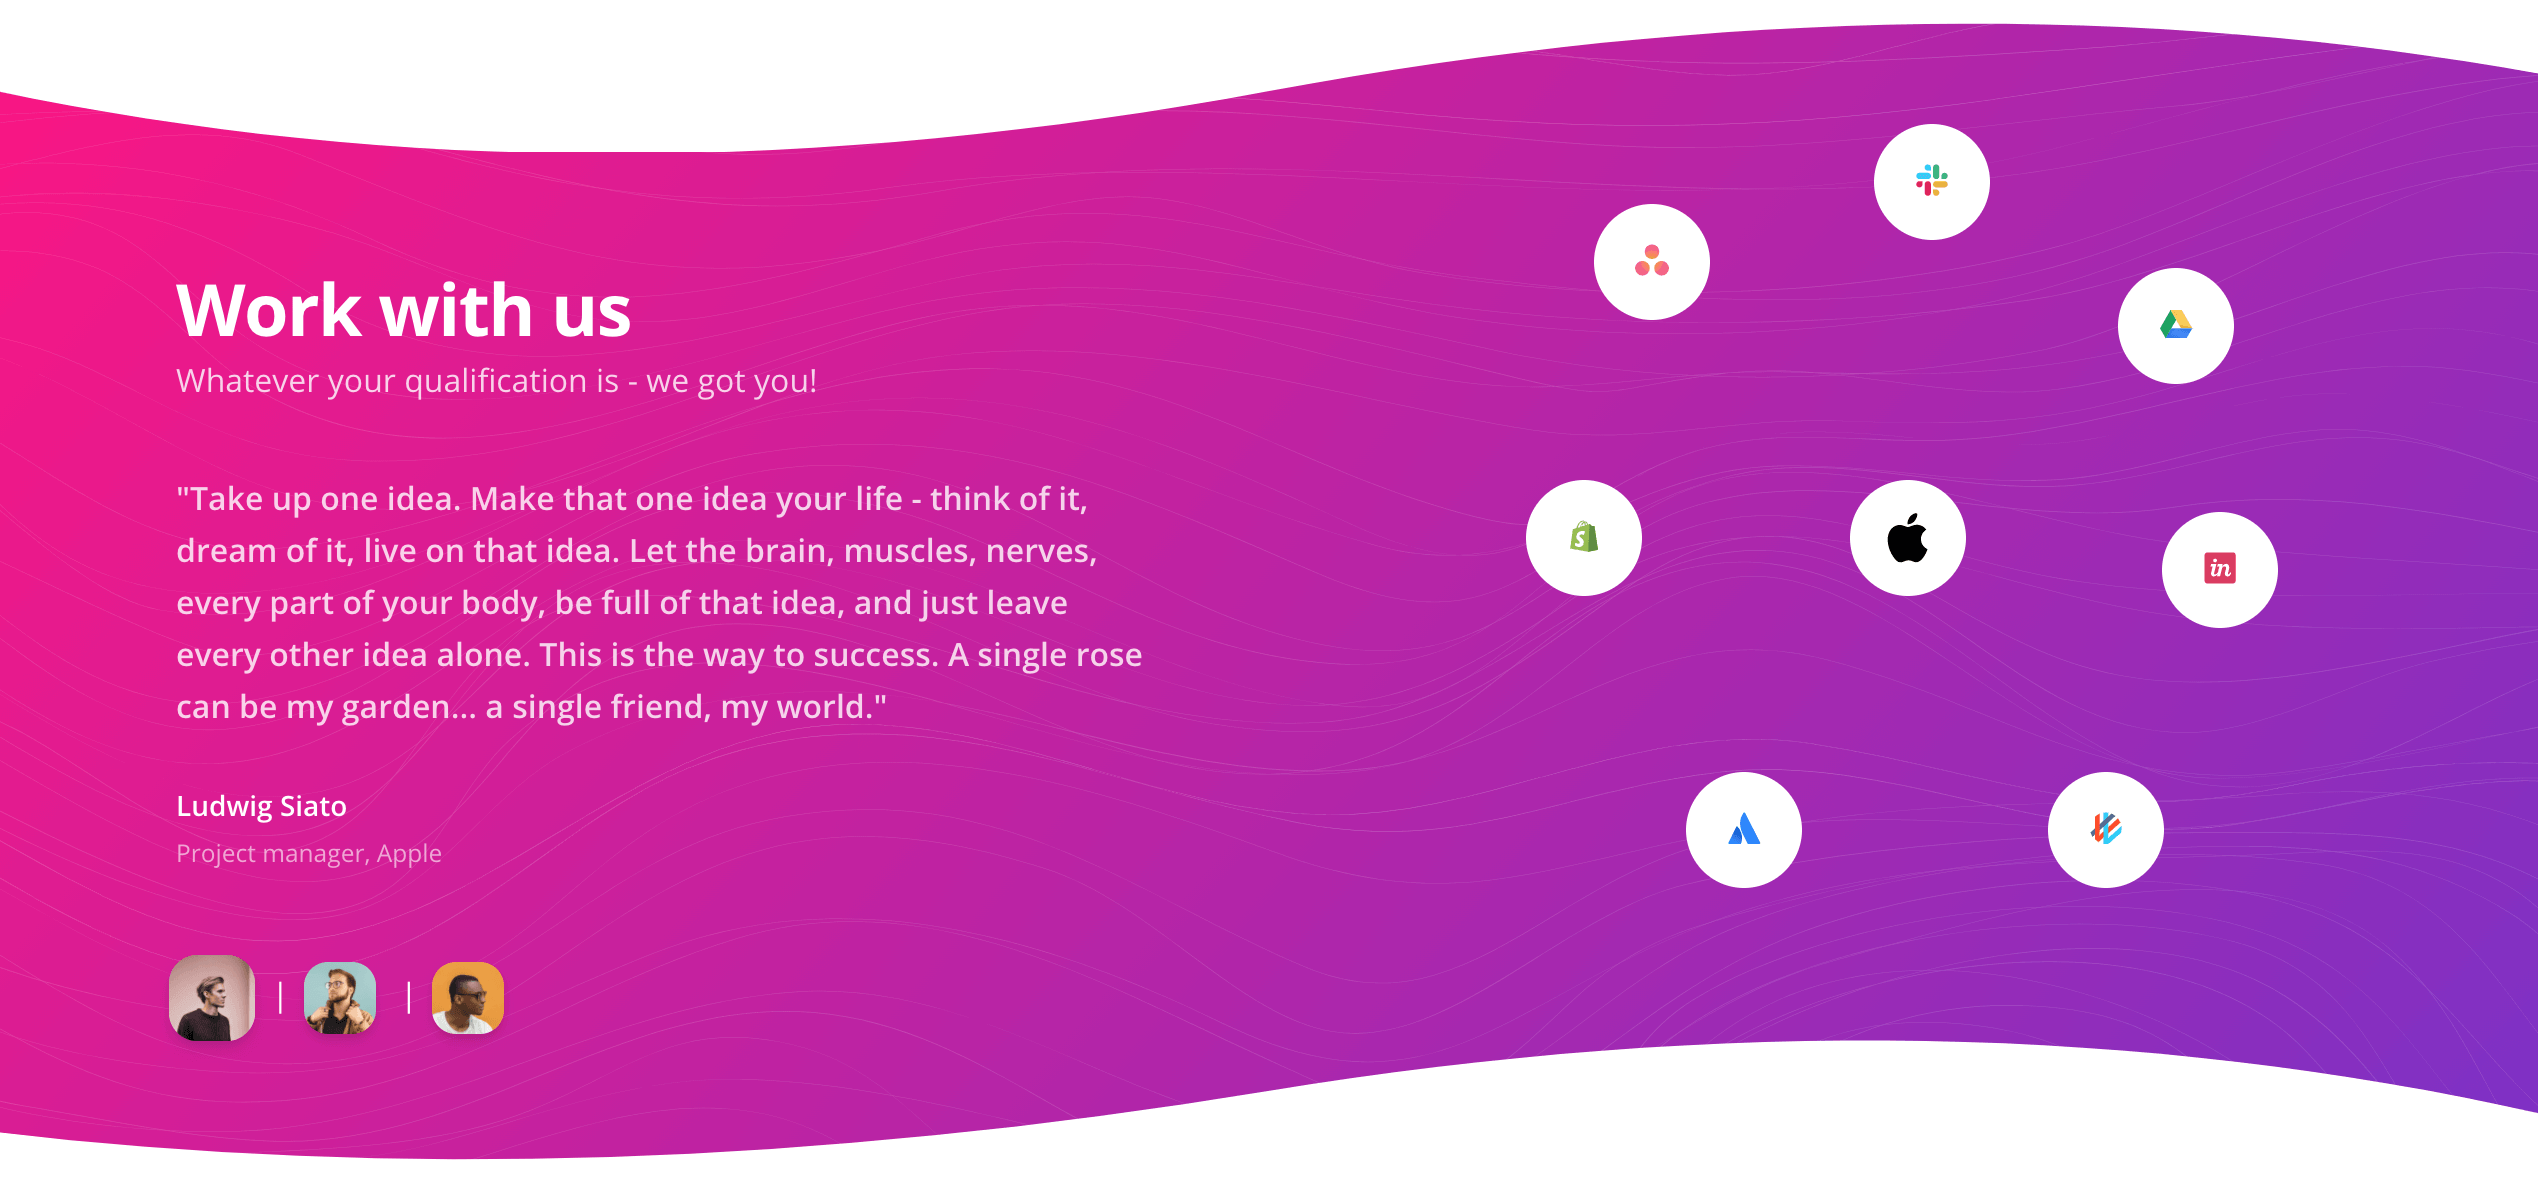 Work with us
Whatever your qualification is - we got you!
"Take up one idea. Make that one idea your life - think of it,
dream of it, live on that idea. Let the brain, muscles, nerves,
every part of your body, be full of that idea, and just leave
every other idea alone. This is the way to success. A single rose
can be my garden... a single friend, my world."
Ludwig Siato
Project manager, Apple
S
in